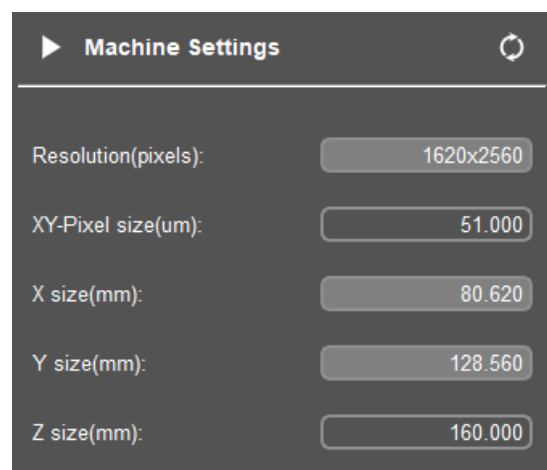 Machine Settings
Resolution(pixels): 1620x2560
XY-Pixel size(um): 51.000
X size(mm): 80.620
Y size(mm): 128.560
Z size(mm): 160.000